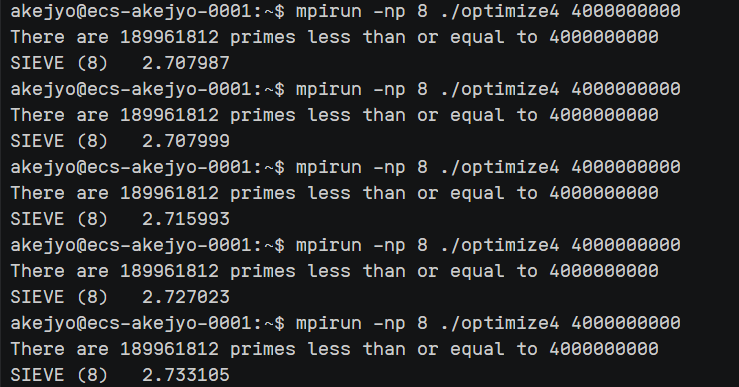 akejyo@ecs-akejyo-0001:~$ mpirun -np 8 ./optimize4 4000000000
There are 189961812 primes less than or equal to 4000000000
SIEVE (8)   2.707987
akejyo@ecs-akejyo-0001:~$ mpirun -np 8 ./optimize4 4000000000
There are 189961812 primes less than or equal to 4000000000
SIEVE (8)   2.707999
akejyo@ecs-akejyo-0001:~$ mpirun -np 8 ./optimize4 4000000000
There are 189961812 primes less than or equal to 4000000000
SIEVE (8)   2.715993
akejyo@ecs-akejyo-0001:~$ mpirun -np 8 ./optimize4 4000000000
There are 189961812 primes less than or equal to 4000000000
SIEVE (8)   2.727023
akejyo@ecs-akejyo-0001:~$ mpirun -np 8 ./optimize4 4000000000
There are 189961812 primes less than or equal to 4000000000
SIEVE (8)   2.733105